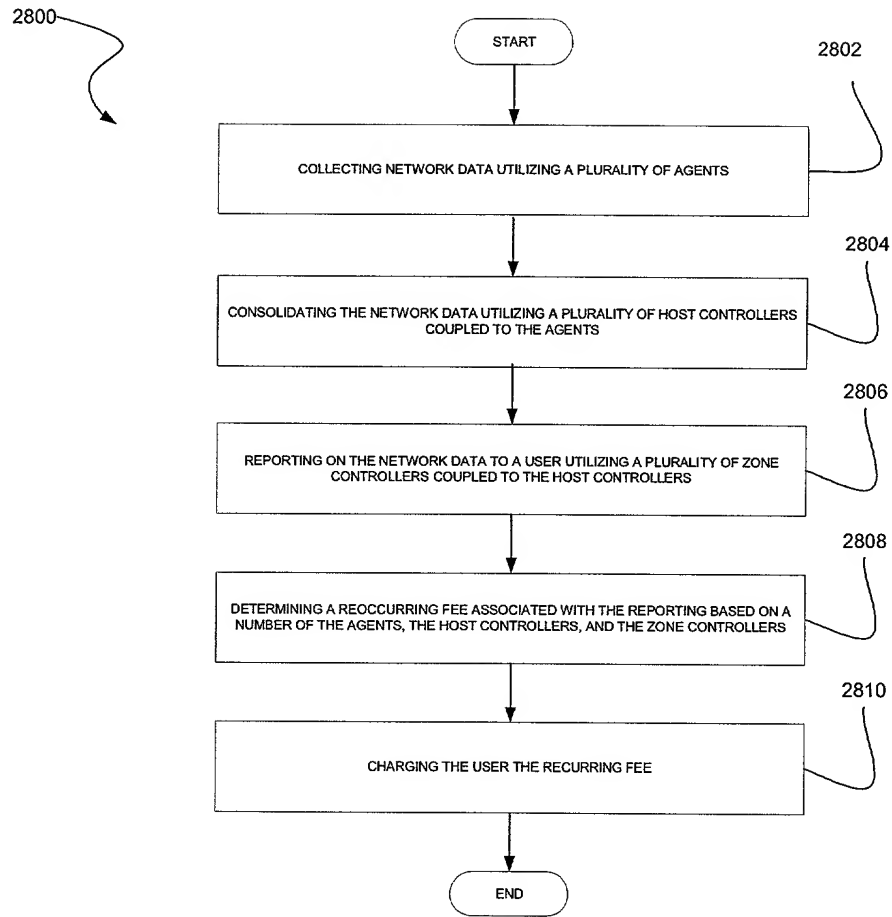 2800
START
2802
COLLECTING NETWORK DATA UTILIZING A PLURALITY OF AGENTS
2804
CONSOLIDATING THE NETWORK DATA UTILIZING A PLURALITY OF HOST CONTROLLERS
COUPLED TO THE AGENTS
2806
REPORTING ON THE NETWORK DATA TO A USER UTILIZING A PLURALITY OF ZONE
CONTROLLERS COUPLED TO THE HOST CONTROLLERS
2808
DETERMINING A REOCCURRING FEE ASSOCIATED WITH THE REPORTING BASED ON A
NUMBER OF THE AGENTS, THE HOST CONTROLLERS, AND THE ZONE CONTROLLERS
2810
CHARGING THE USER THE RECURRING FEE
END